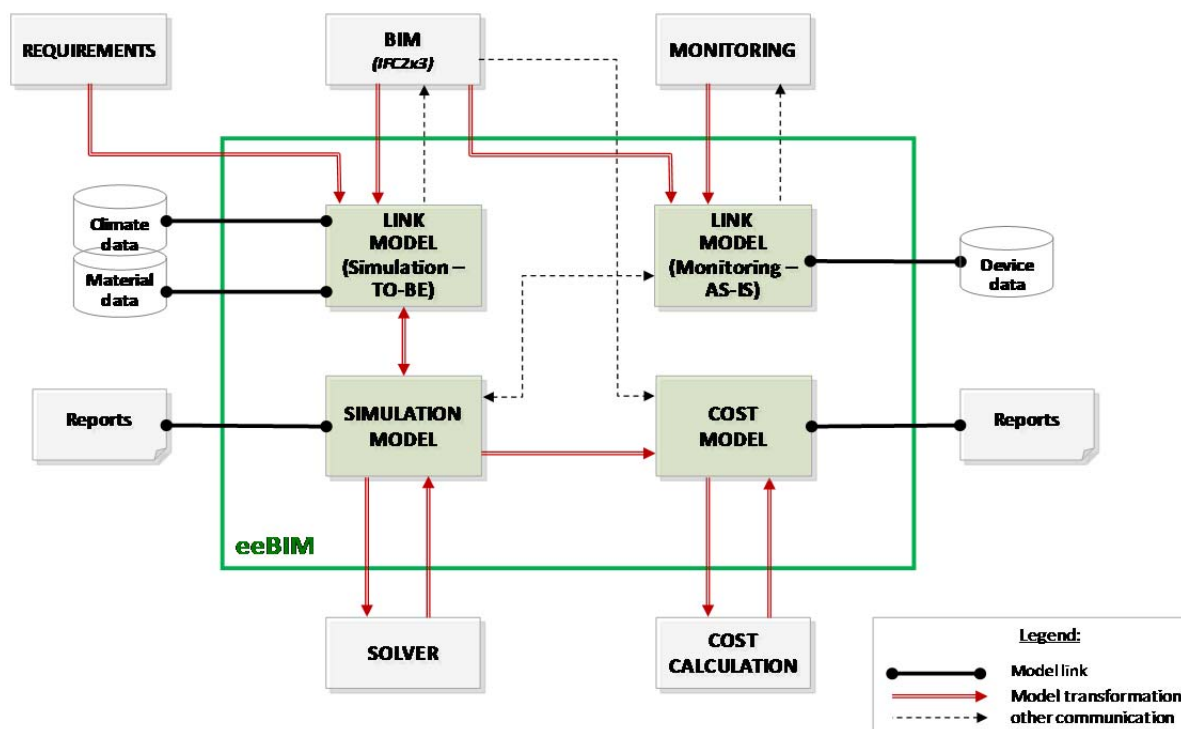 REQUIREMENTS
BIM
(IFC2x3)
MONITORING
Climate
data
Material
data
LINK
MODEL
(Simulation –
TO-BE)
LINK
MODEL
(Monitoring –
AS-IS)
Device
data
Reports
SIMULATION
MODEL
COST
MODEL
Reports
eeBIM
SOLVER
COST
CALCULATION
Legend:
Model link
Model transformation
other communication